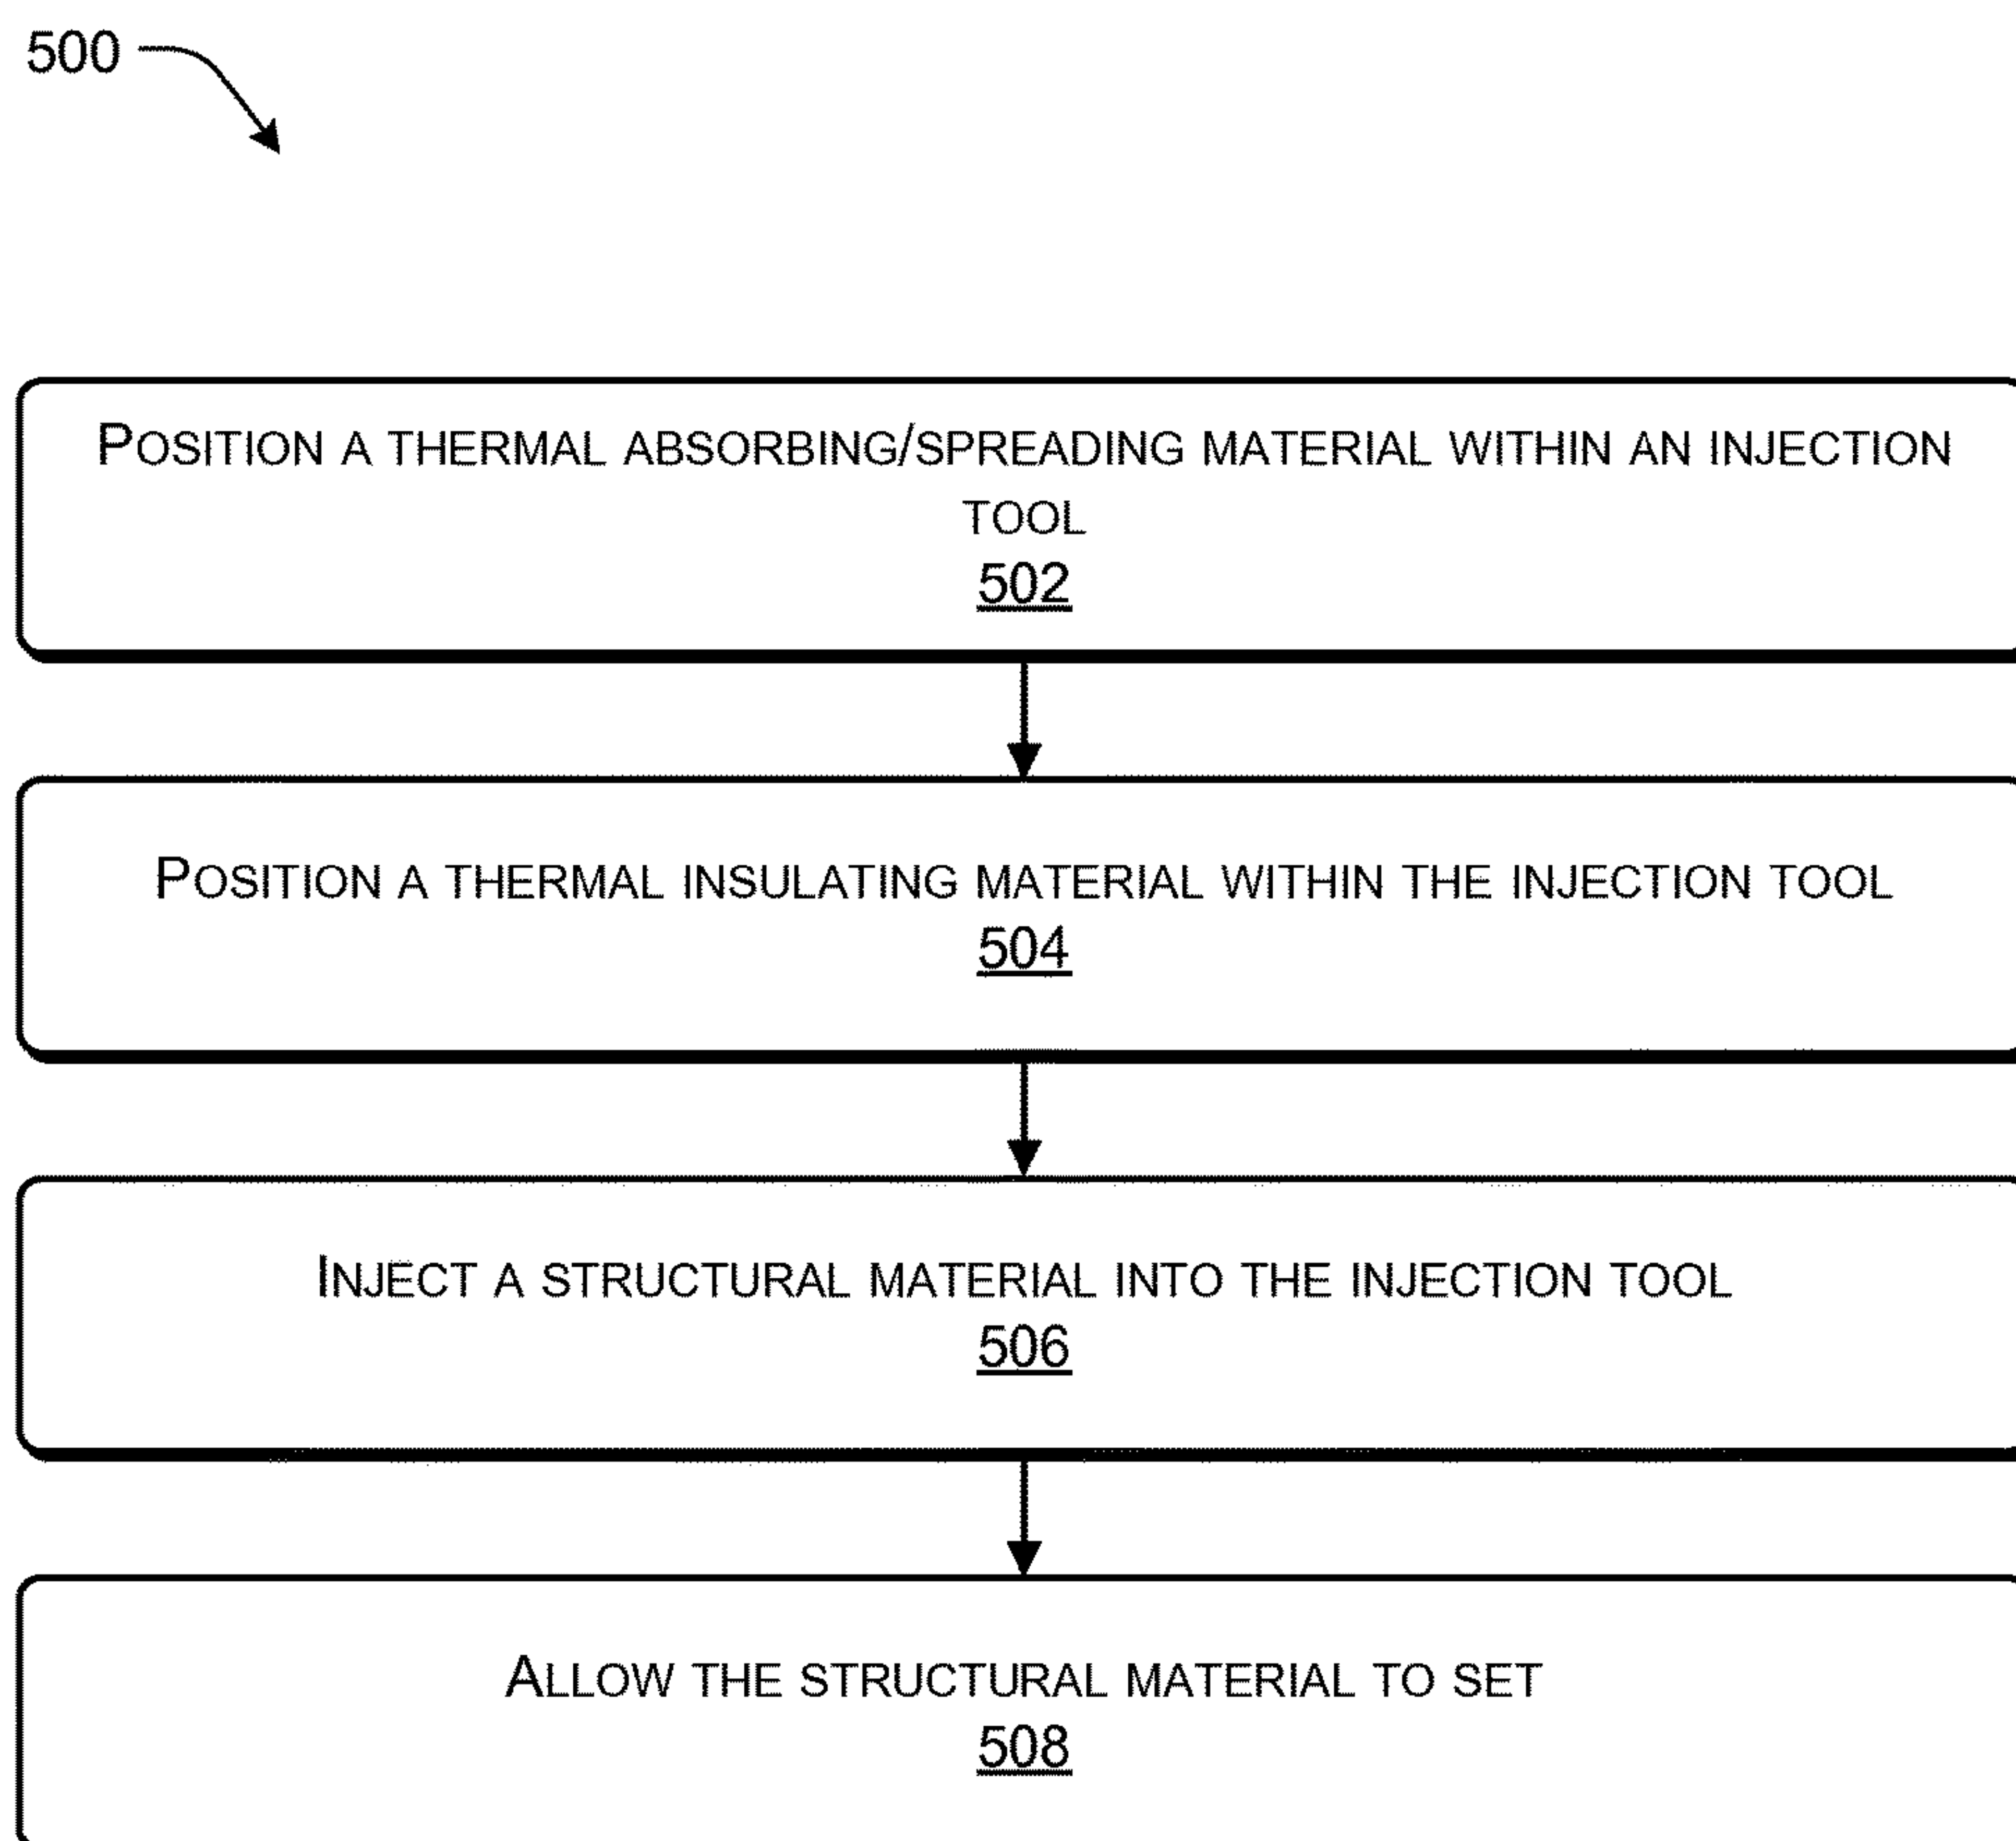 500
POSITION A THERMAL ABSORBING/SPREADING MATERIAL WITHIN AN INJECTION
TOOL
502
POSITION A THERMAL INSULATING MATERIAL WITHIN THE INJECTION TOOL
504
INJECT A STRUCTURAL MATERIAL INTO THE INJECTION TOOL
506
ALLOW THE STRUCTURAL MATERIAL TO SET
508